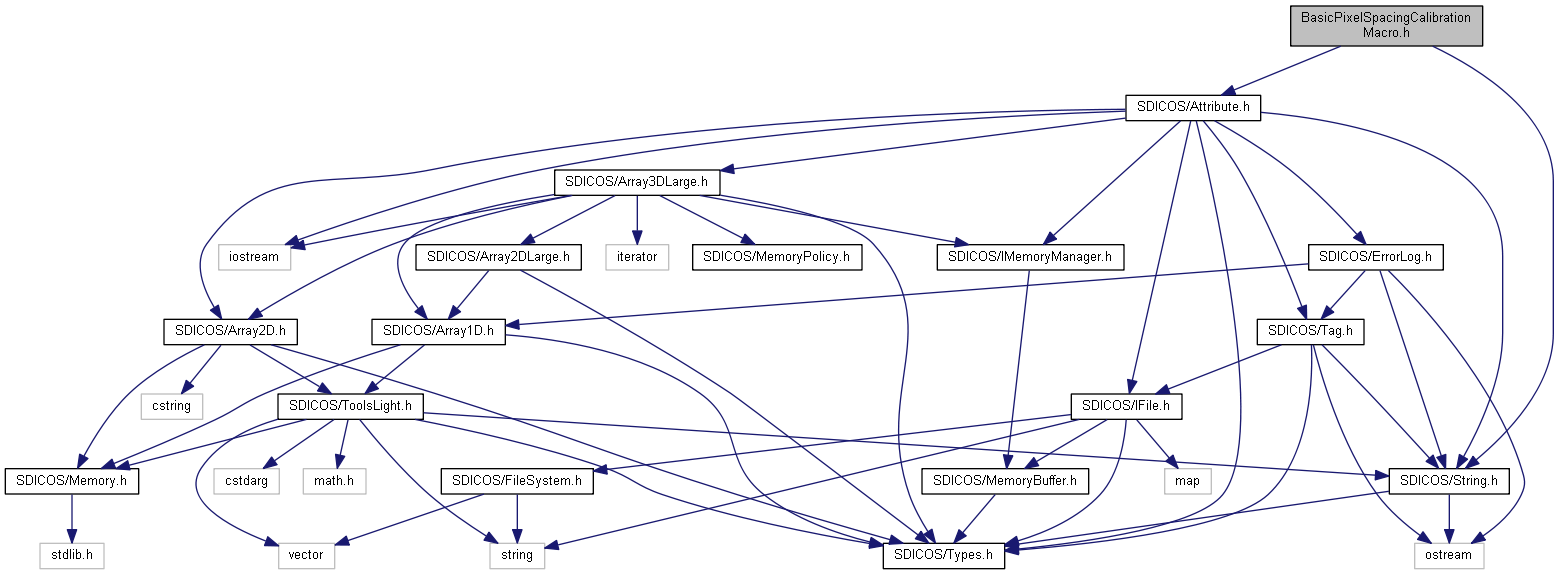 BasicPixelSpacingCalibration
Macro.h
SDICOS/Attribute.h
SDICOS/Array3DLarge.h
iostream
SDICOS/Array2DLarge.h
iterator
SDICOS/MemoryPolicy.h
SDICOS/IMemoryManager.h
SDICOS/ErrorLog.h
SDICOS/Array2D.h
SDICOS/Array1D.h
SDICOS/Tag.h
cstring
SDICOS/ToolsLight.h
SDICOS/IFile.h
SDICOS/Memory.h
cstdarg
math.h
SDICOS/FileSystem.h
SDICOS/MemoryBuffer.h
map
SDICOS/String.h
stdlib.h
vector
string
SDICOS/Types.h
ostream